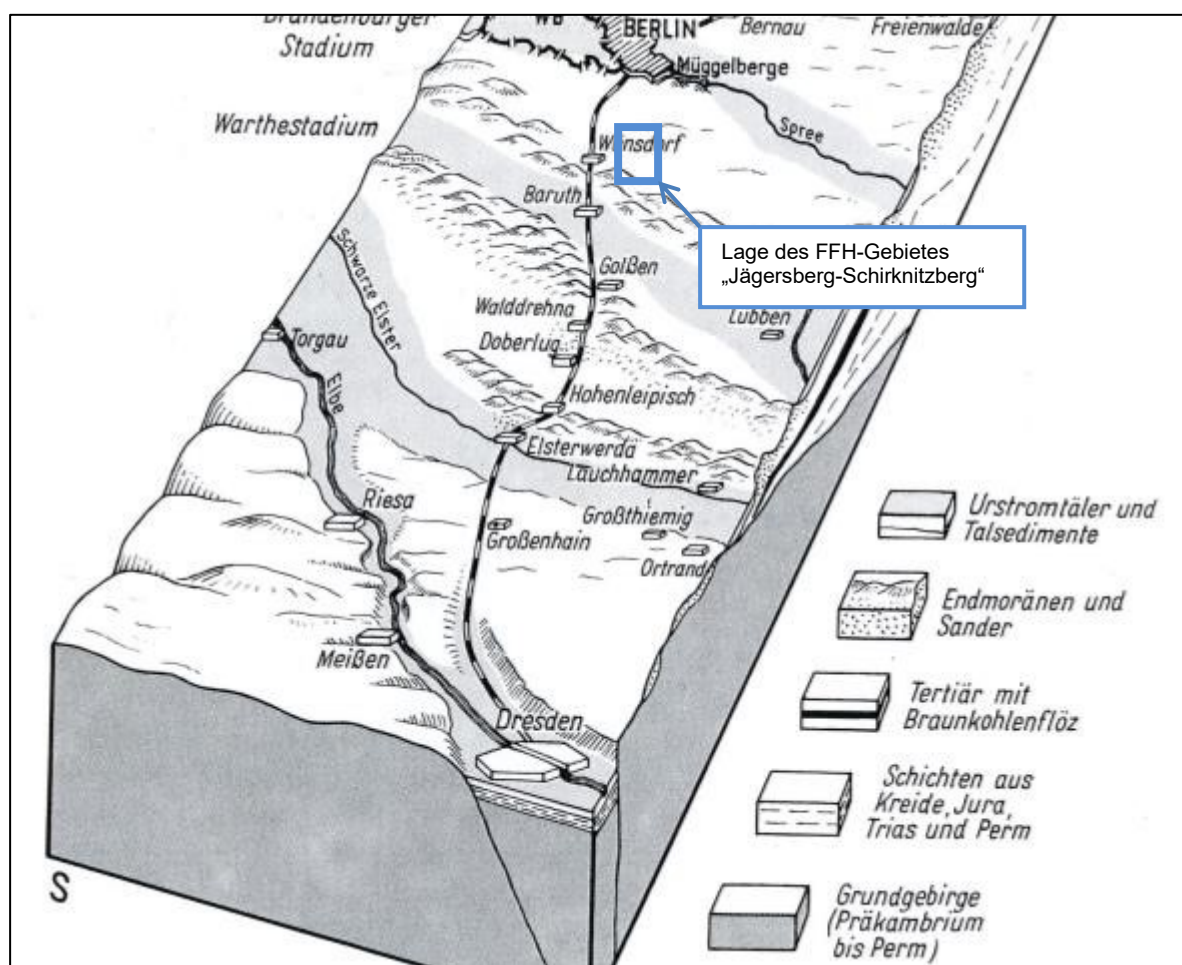 Brandenburger
Stadium
WB
BERLIN
Bernau
Freienwalde
Müggelberge
Warthestadium
Spree
Wünsdorf
Baruth
Lage des FFH-Gebietes
„Jägersberg-Schirknitzberg“
Schwarze Elster
Golßen
Walddrehna
Lübben
Doberlug
Torgau
Elbe
Hohenleipisch
Elsterwerda
Lauchhammer
Riesa
Großthiemig
Großenhain
Ortrand
Meißen
Dresden
S
Urstromtäler und
Talsedimente
Endmoränen und
Sander
Tertiär mit
Braunkohlenflöz
Schichten aus
Kreide, Jura,
Trias und Perm
Grundgebirge
(Präkambrium
bis Perm)